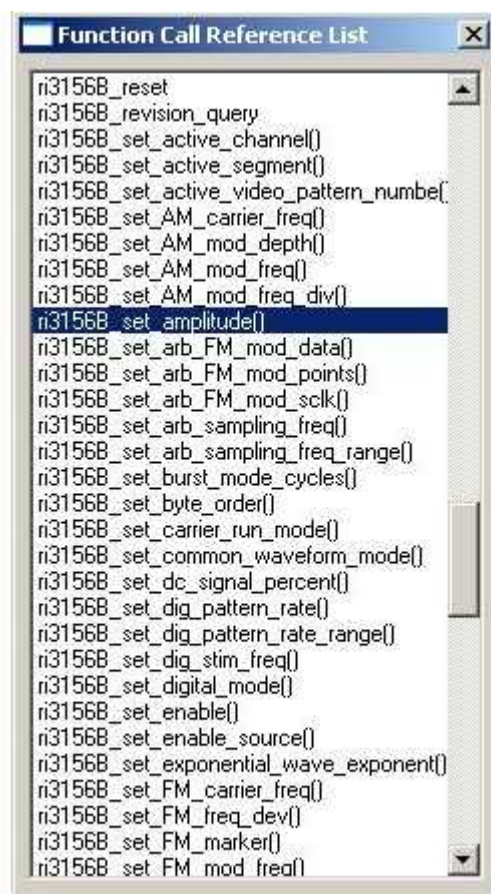 Function Call Reference List
ri3156B_reset
ri3156B_revision_query
ri3156B_set_active_channel()
ri3156B_set_active_segment()
ri3156B_set_active_video_pattern_numbe()
ri3156B_set_AM_carrier_freq()
ri3156B_set_AM_mod_depth()
ri3156B_set_AM_mod_freq()
ri3156B_set_AM_mod_freq_div()
ri3156B_set_amplitude()
ri3156B_set_arb_FM_mod_data()
ri3156B_set_arb_FM_mod_points()
ri3156B_set_arb_FM_mod_sclk()
ri3156B_set_arb_sampling_freq()
ri3156B_set_arb_sampling_freq_range()
ri3156B_set_burst_mode_cycles()
ri3156B_set_byte_order()
ri3156B_set_carrier_run_mode()
ri3156B_set_common_waveform_mode()
ri3156B_set_dc_signal_percent()
ri3156B_set_dig_pattern_rate()
ri3156B_set_dig_pattern_rate_range()
ri3156B_set_dig_stim_freq()
ri3156B_set_digital_mode()
ri3156B_set_enable()
ri3156B_set_enable_source()
ri3156B_set_exponential_wave_exponent()
ri3156B_set_FM_carrier_freq()
ri3156B_set_FM_freq_dev()
ri3156B_set_FM_marker()
ri3156B_set_FM_mod_freq()